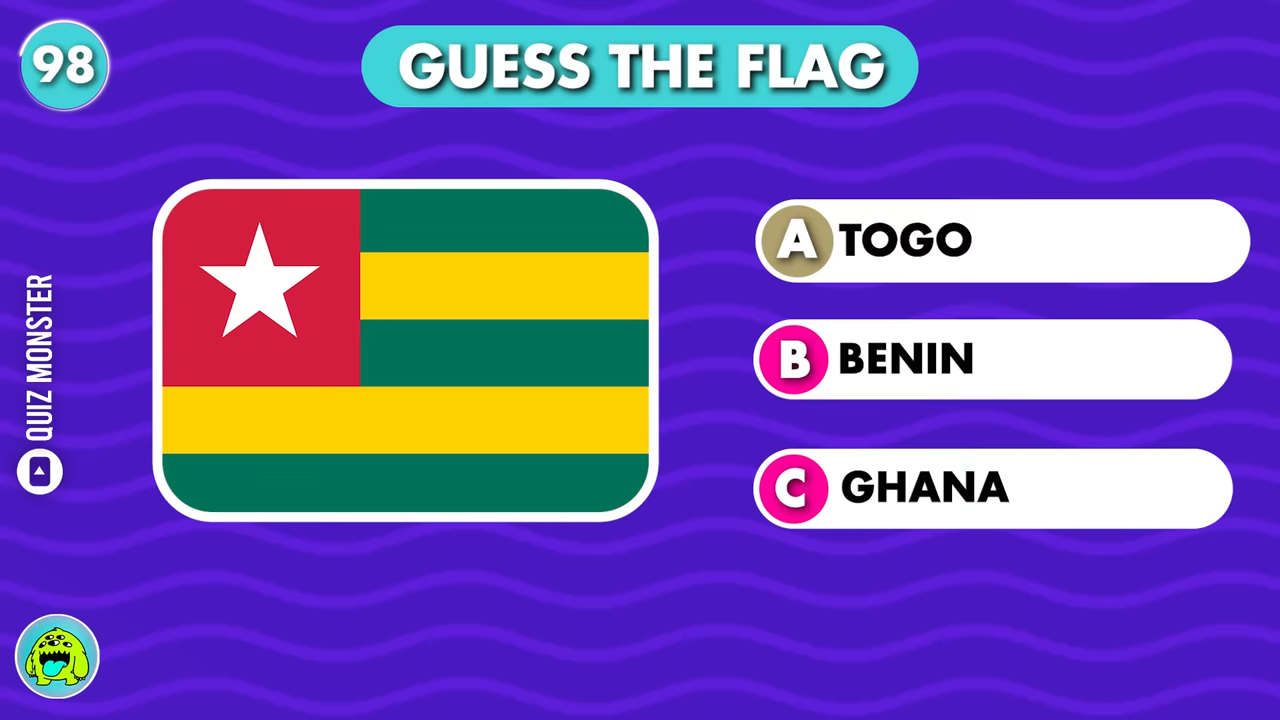 98
GUESS THE FLAG
A TOGO
B BENIN
C GHANA
QUIZ MONSTER